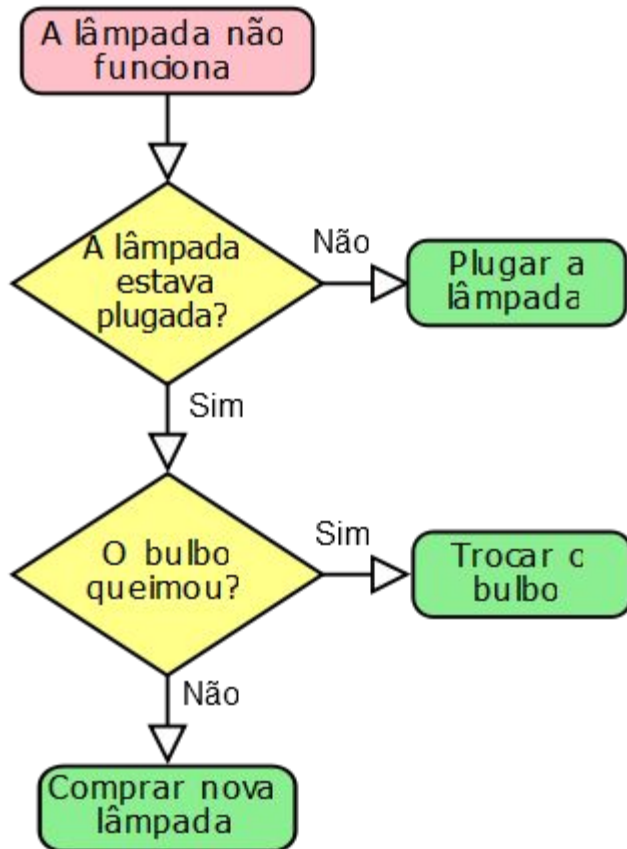 A lâmpada não
funciona
A lâmpada
estava
plugada?
Não
Plugar a
lâmpada
Sim
O bulbo
queimou?
Sim
Trocar o
bulbo
Não
Comprar nova
lâmpada